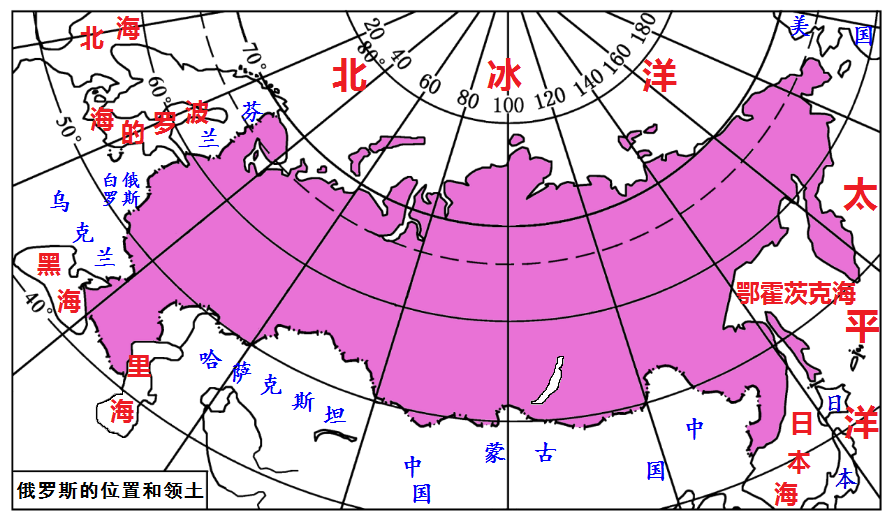 北海
北冰洋
美国
20
40
60
80
100
120
140
160
180
80°
70°
60°
50°
40°
波罗的海
芬兰
白俄
罗斯
乌克兰
黑海
里海
哈萨克斯坦
中国
蒙古
中国
鄂霍茨克海
太平洋
日本
日本海
俄罗斯的位置和领土